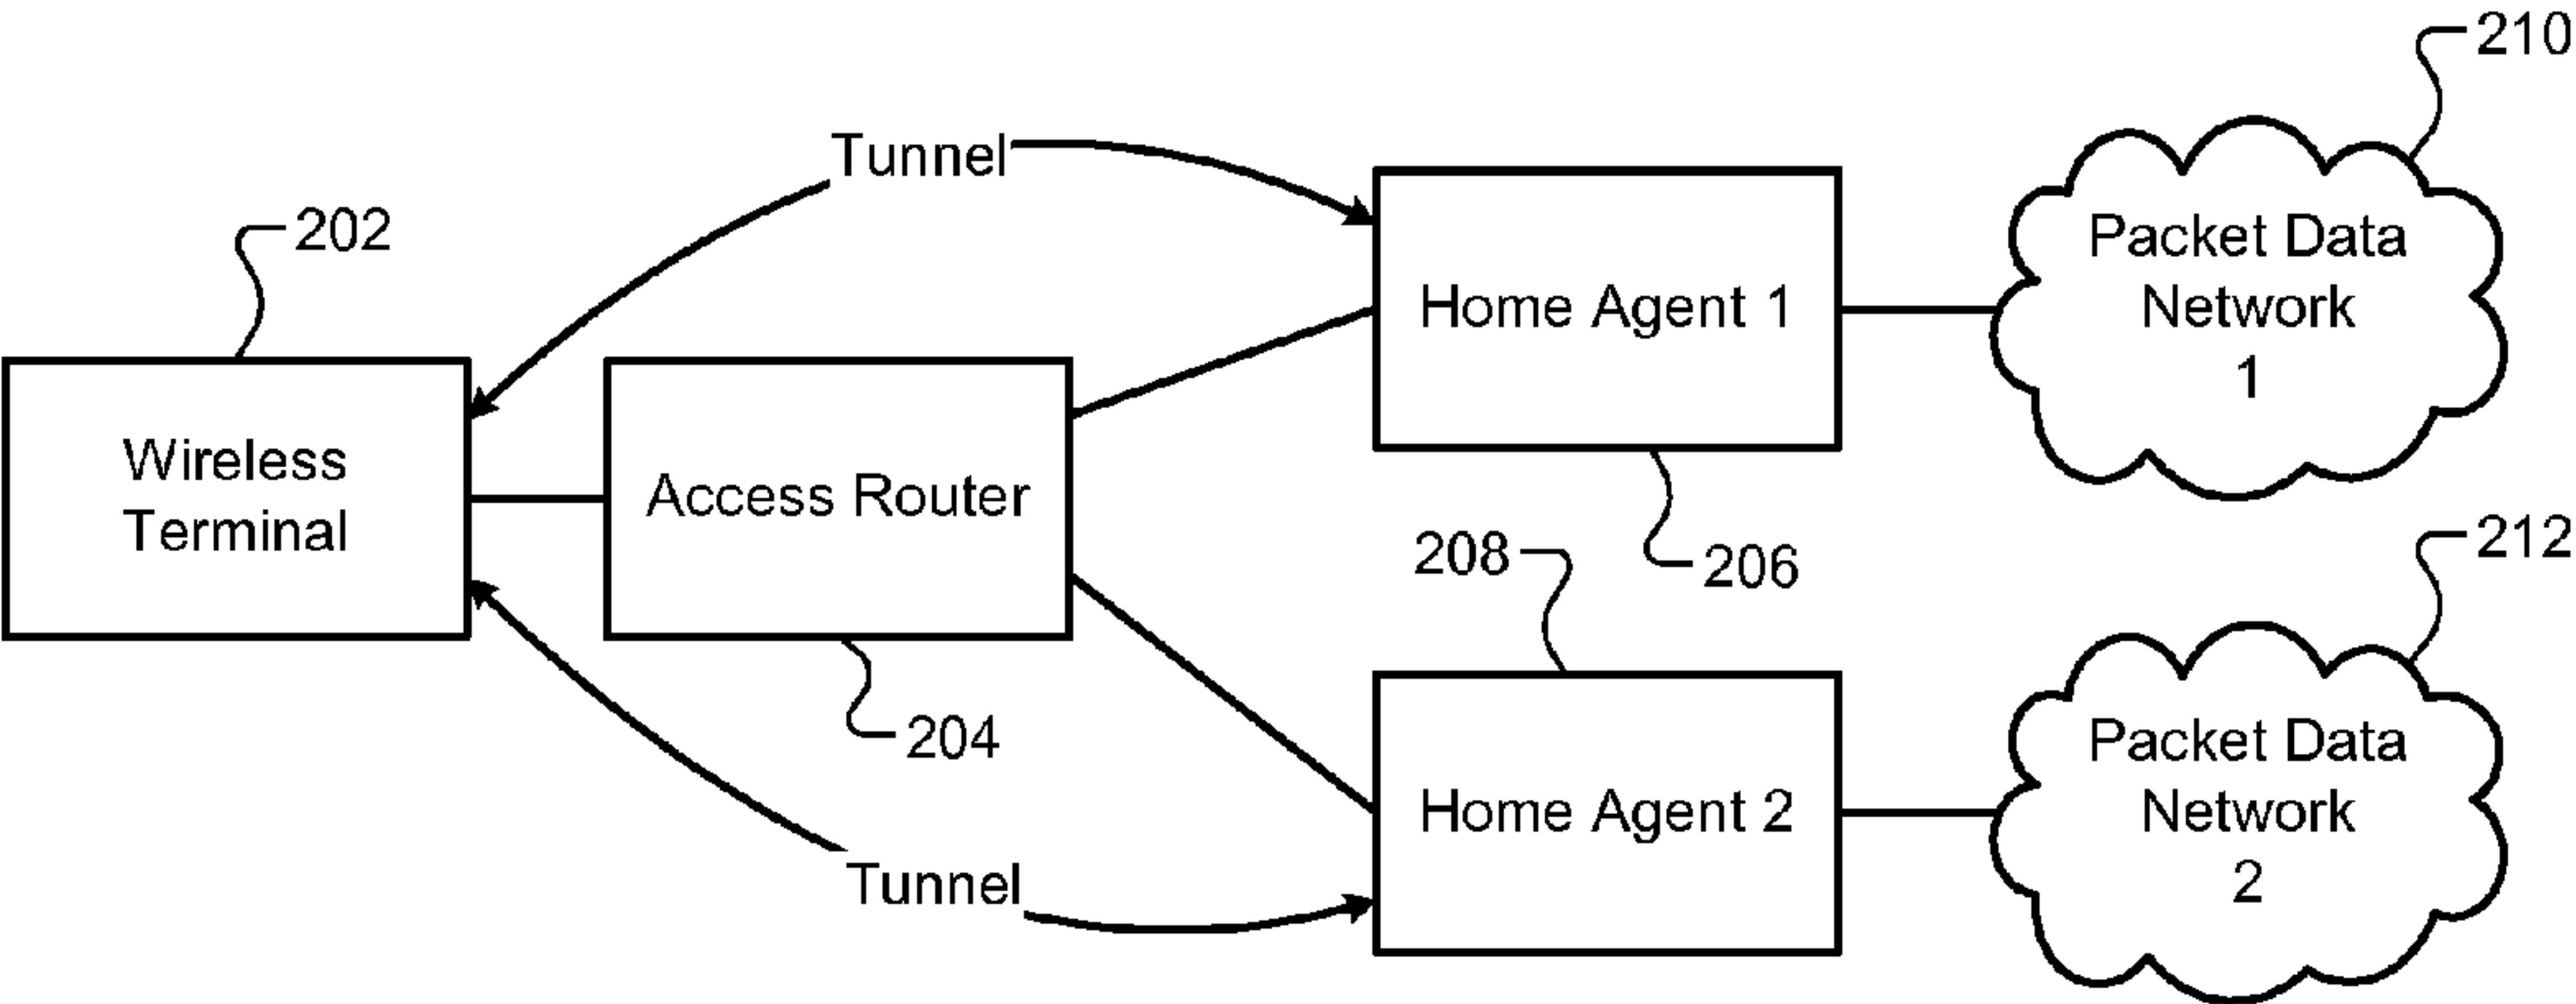 210
Tunnel
202
Packet Data
Network
1
Home Agent 1
Wireless
Terminal
Access Router
206
208
212
204
Packet Data
Network
2
Home Agent 2
Tunnel